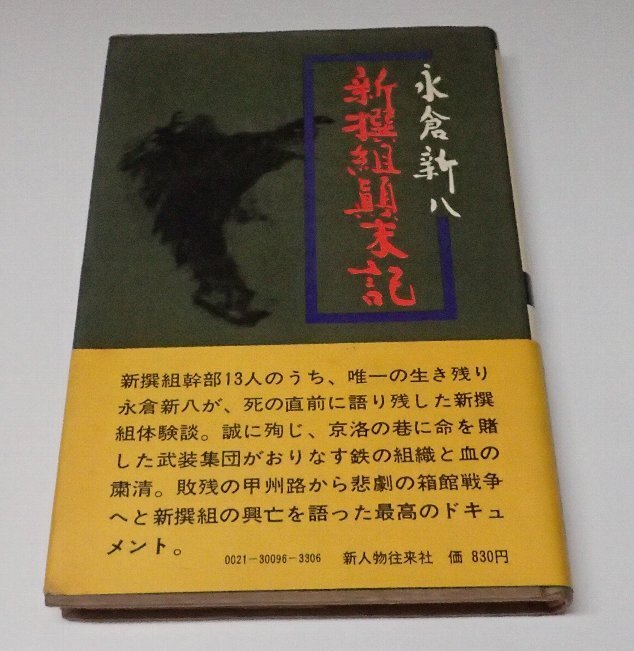 永倉新八
新撰組顛末記
新撰組幹部13人のうち、唯一の生き残り
永倉新八が、死の直前に語り残した新撰
組体験談。誠に殉じ、京洛の巷に命を賭
した武装集団がおりなす鉄の組織と血の
粛清。敗残の甲州路から悲劇の箱館戦争
へと新撰組の興亡を語った最高のドキュ
メント。
0021-30096-3306 新人物往来社 価 830円